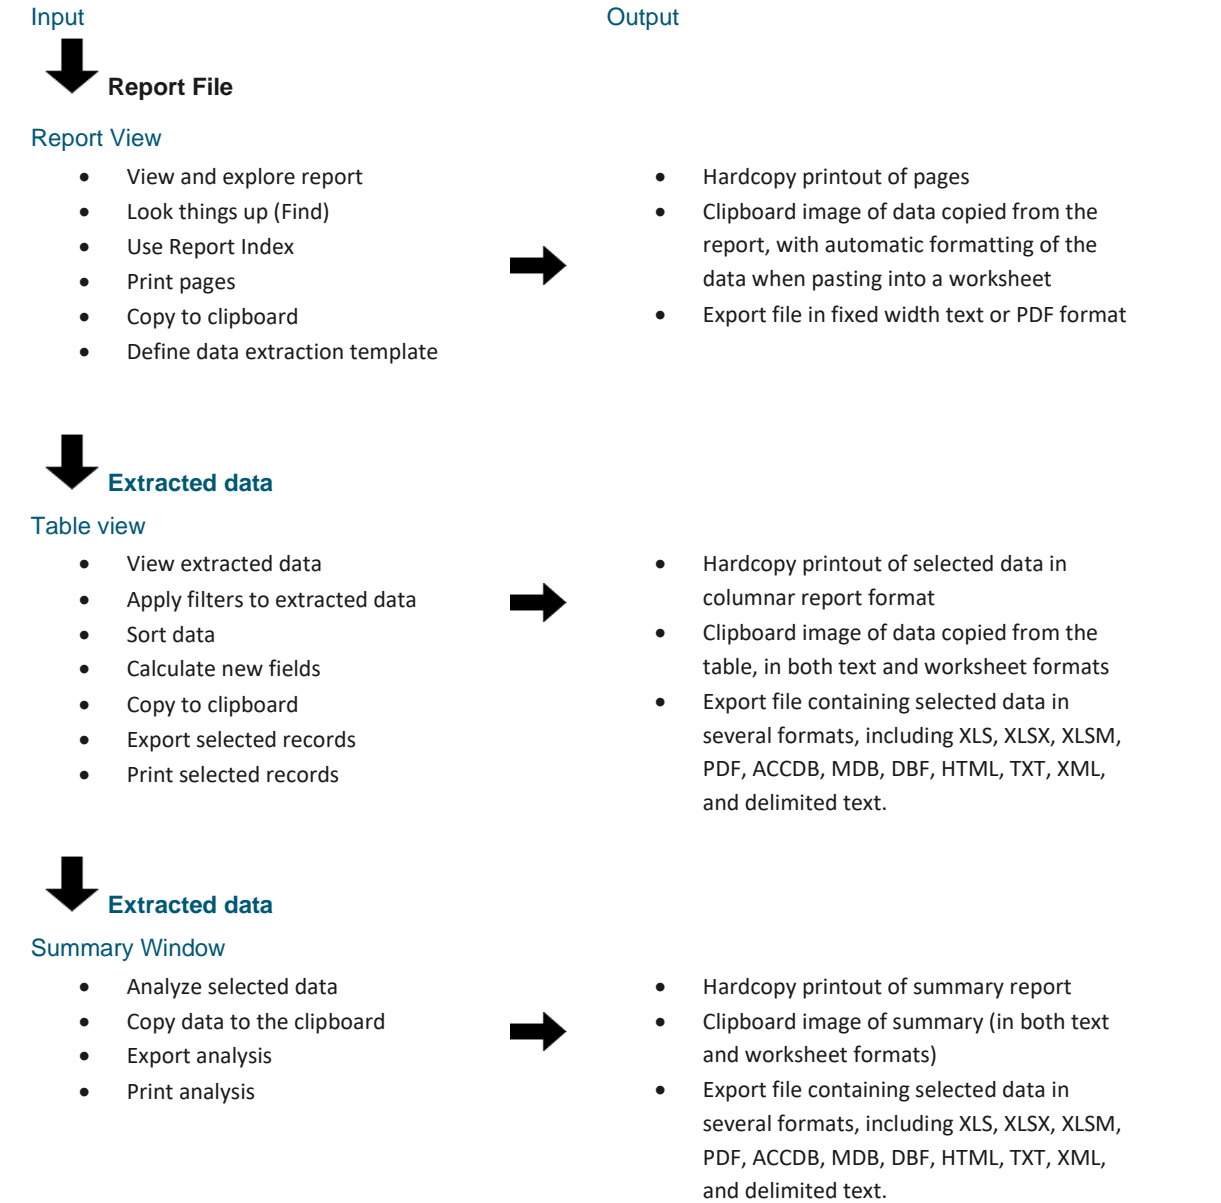 Input
Output
Report File
Report View
• View and explore report
• Look things up (Find)
• Use Report Index
• Print pages
• Copy to clipboard
• Define data extraction template
• Hardcopy printout of pages
• Clipboard image of data copied from the
report, with automatic formatting of the
data when pasting into a worksheet
• Export file in fixed width text or PDF format
Extracted data
Table view
• View extracted data
• Apply filters to extracted data
• Sort data
• Calculate new fields
• Copy to clipboard
• Export selected records
• Print selected records
• Hardcopy printout of selected data in
columnar report format
• Clipboard image of data copied from the
table, in both text and worksheet formats
• Export file containing selected data in
several formats, including XLS, XLSX, XLSM,
PDF, ACCDB, MDB, DBF, HTML, TXT, XML,
and delimited text.
Extracted data
Summary Window
• Analyze selected data
• Copy data to the clipboard
• Export analysis
• Print analysis
• Hardcopy printout of summary report
• Clipboard image of summary (in both text
and worksheet formats)
• Export file containing selected data in
several formats, including XLS, XLSX, XLSM,
PDF, ACCDB, MDB, DBF, HTML, TXT, XML,
and delimited text.